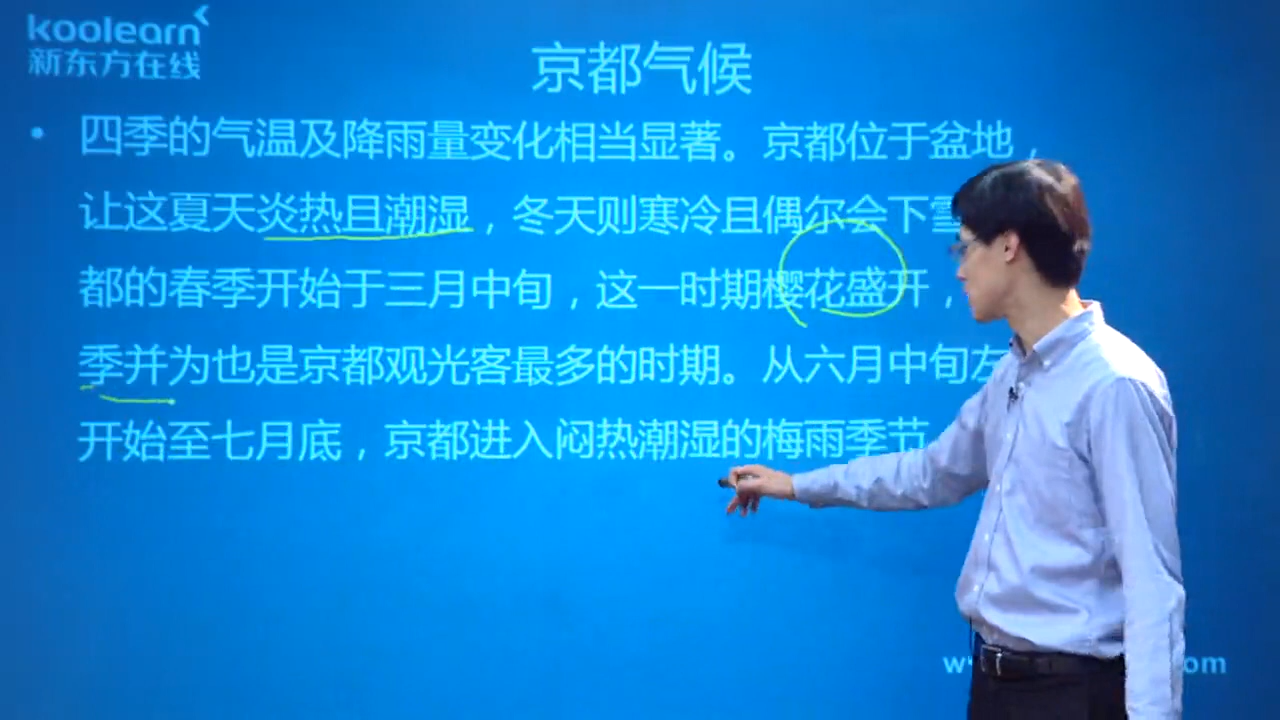 koolearn
新东方在线
京都气候
• 四季的气温及降雨量变化相当显著。京都位于盆地，
让这夏天炎热且潮湿，冬天则寒冷且偶尔会下雪
都的春季开始于三月中旬，这一时期樱花盛开，
季并为也是京都观光客最多的时期。从六月中旬左
开始至七月底，京都进入闷热潮湿的梅雨季节